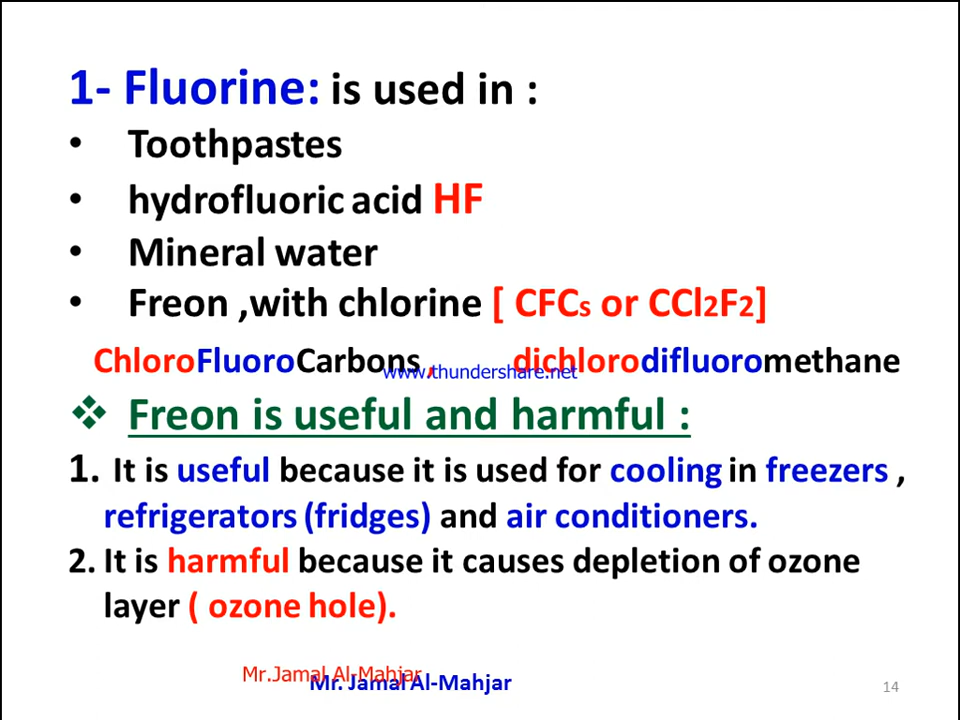 1- Fluorine: is used in :
• Toothpastes
• hydrofluoric acid HF
• Mineral water
• Freon ,with chlorine [ CFCs or CCl2F2]
ChloroFluoroCarbons , dichlorodifluoromethane
www.thundershare.net
❖ Freon is useful and harmful :
1. It is useful because it is used for cooling in freezers ,
refrigerators (fridges) and air conditioners.
2. It is harmful because it causes depletion of ozone
layer ( ozone hole).
Mr.Jamal Al-Mahjar
Mr. Jamal Al-Mahjar
14